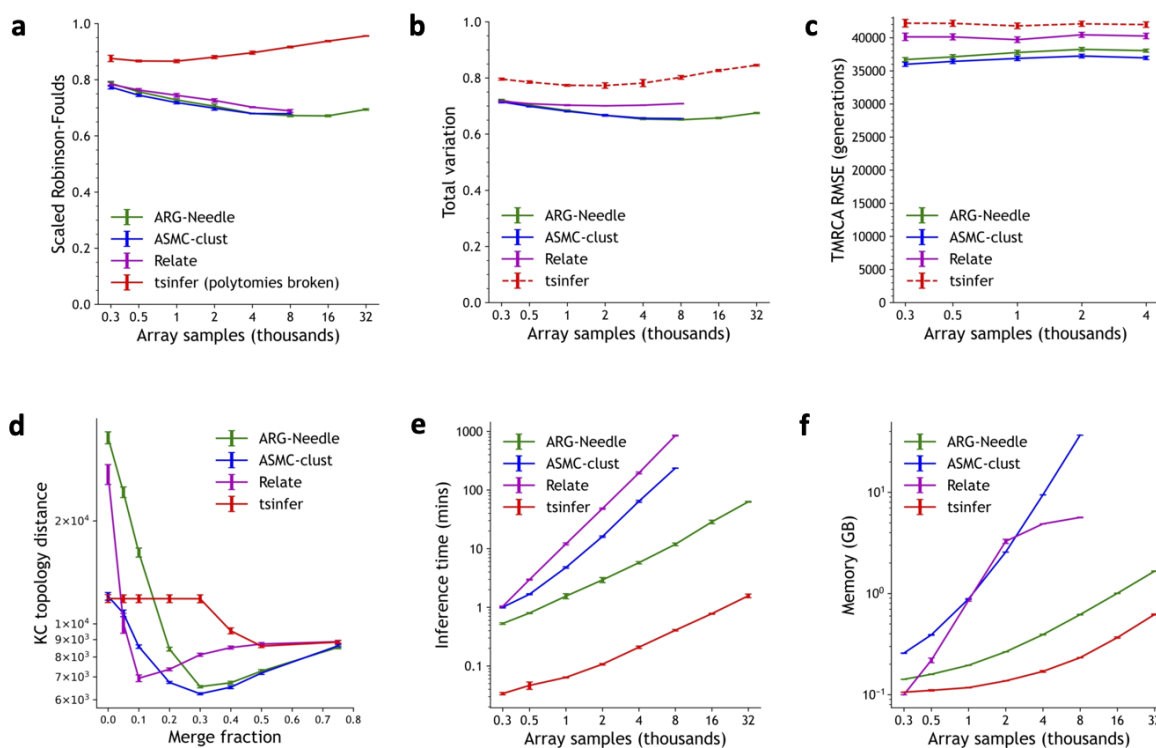 a
1.0
0.8
0.6
0.4
0.2
0.0
Scaled Robinson-Foulds
ARG-Needle
ASMC-clust
Relate
tsinfer (polytomies broken)
0.3 0.5 1 2 4 8 16 32
Array samples (thousands)
b
1.0
0.8
0.6
0.4
0.2
0.0
Total variation
ARG-Needle
ASMC-clust
Relate
tsinfer
0.3 0.5 1 2 4 8 16 32
Array samples (thousands)
c
40000
35000
30000
25000
20000
15000
10000
5000
0
TMRCA RMSE (generations)
ARG-Needle
ASMC-clust
Relate
tsinfer
0.3 0.5 1 2 4
Array samples (thousands)
d
2×10⁴
1×10⁴
9×10³
8×10³
7×10³
6×10³
KC topology distance
ARG-Needle
ASMC-clust
Relate
tsinfer
0.0 0.1 0.2 0.3 0.4 0.5 0.6 0.7 0.8
Merge fraction
e
1000
100
10
1
0.1
Inference time (mins)
ARG-Needle
ASMC-clust
Relate
tsinfer
0.3 0.5 1 2 4 8 16 32
Array samples (thousands)
f
10¹
10⁰
10⁻¹
Memory (GB)
ARG-Needle
ASMC-clust
Relate
tsinfer
0.3 0.5 1 2 4 8 16 32
Array samples (thousands)